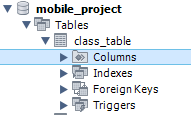 mobile_project
Tables
class_table
Columns
Indexes
Foreign Keys
Triggers